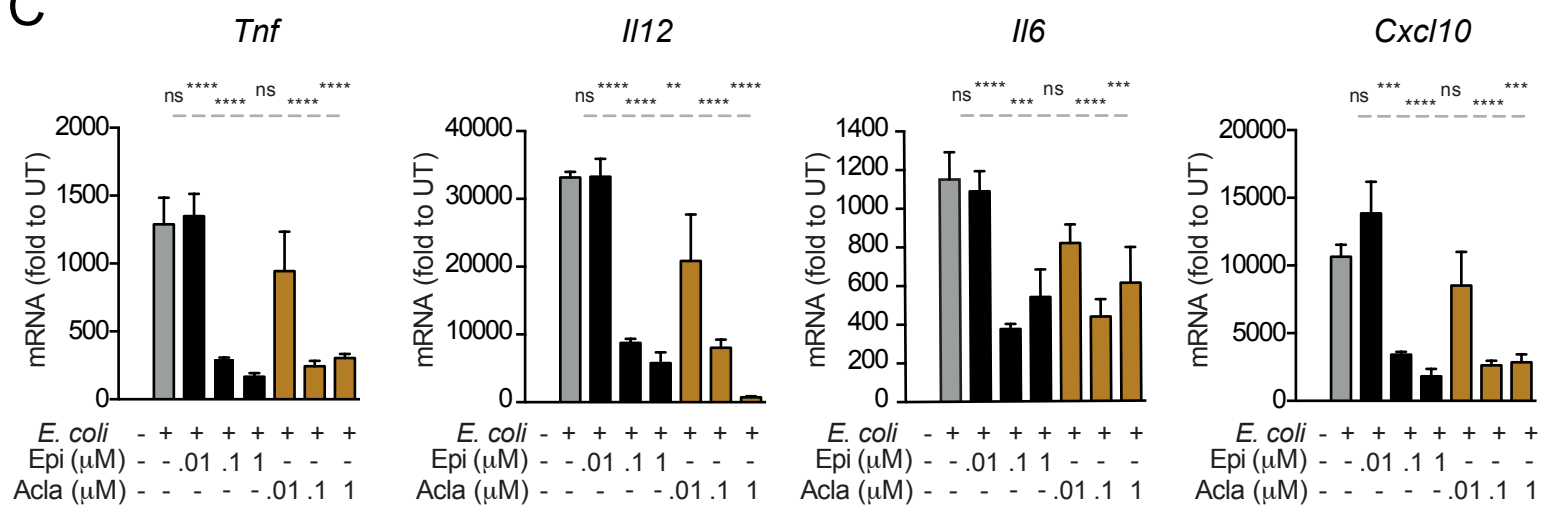 C
Tnf
ns **** **** ns **** ****
mRNA (fold to UT)
2000
1500
1000
500
0
E. coli - + + + + + + +
Epi (μM) - - .01 .1 1 - - -
Acla (μM) - - - - - .01 .1 1
Il12
ns **** **** ** **** ****
mRNA (fold to UT)
40000
30000
20000
10000
0
E. coli - + + + + + + +
Epi (μM) - - .01 .1 1 - - -
Acla (μM) - - - - - .01 .1 1
Il6
ns **** *** ns **** ***
mRNA (fold to UT)
1400
1200
1000
800
600
400
200
0
E. coli - + + + + + + +
Epi (μM) - - .01 .1 1 - - -
Acla (μM) - - - - - .01 .1 1
Cxcl10
ns *** **** ns **** ***
mRNA (fold to UT)
20000
15000
10000
5000
0
E. coli - + + + + + + +
Epi (μM) - - .01 .1 1 - - -
Acla (μM) - - - - - .01 .1 1